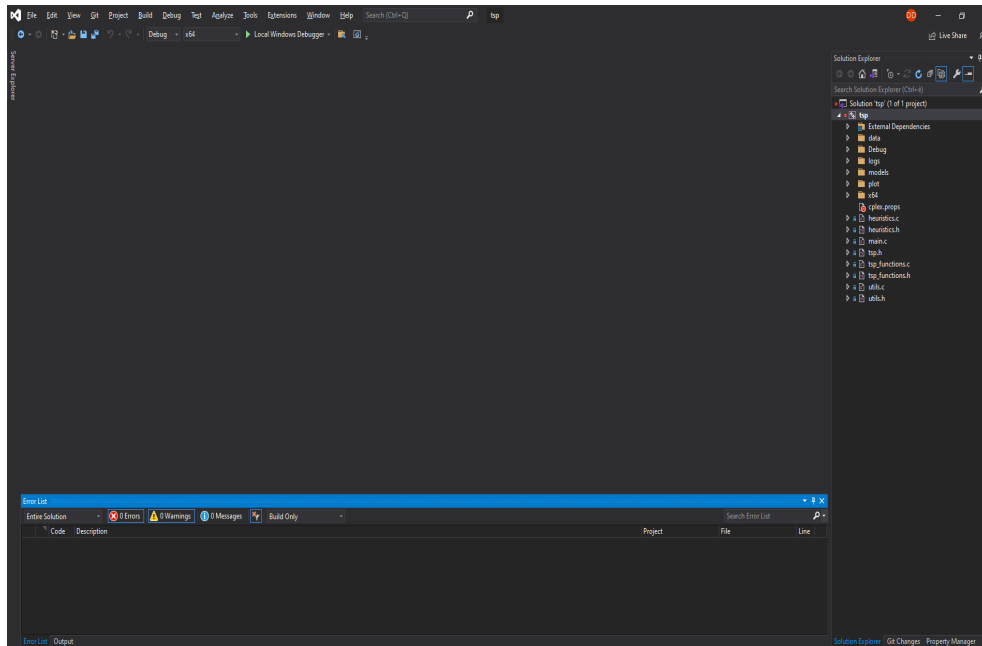 File Edit View Git Project Build Debug Test Analyze Tools Extensions Window Help Search (Ctrl+Q) tsp DD
Debug x64 Local Windows Debugger Live Share
Server Explorer
Solution Explorer
Search Solution Explorer (Ctrl+è)
Solution 'tsp' (1 of 1 project)
tsp
External Dependencies
data
Debug
logs
models
plot
x64
cplex.props
heuristics.c
heuristics.h
main.c
tsp.h
tsp_functions.c
tsp_functions.h
utils.c
utils.h
Error List
Entire Solution 0 Errors 0 Warnings 0 Messages Build Only Search Error List
Code Description Project File Line
Error List Output
Solution Explorer Git Changes Property Manager